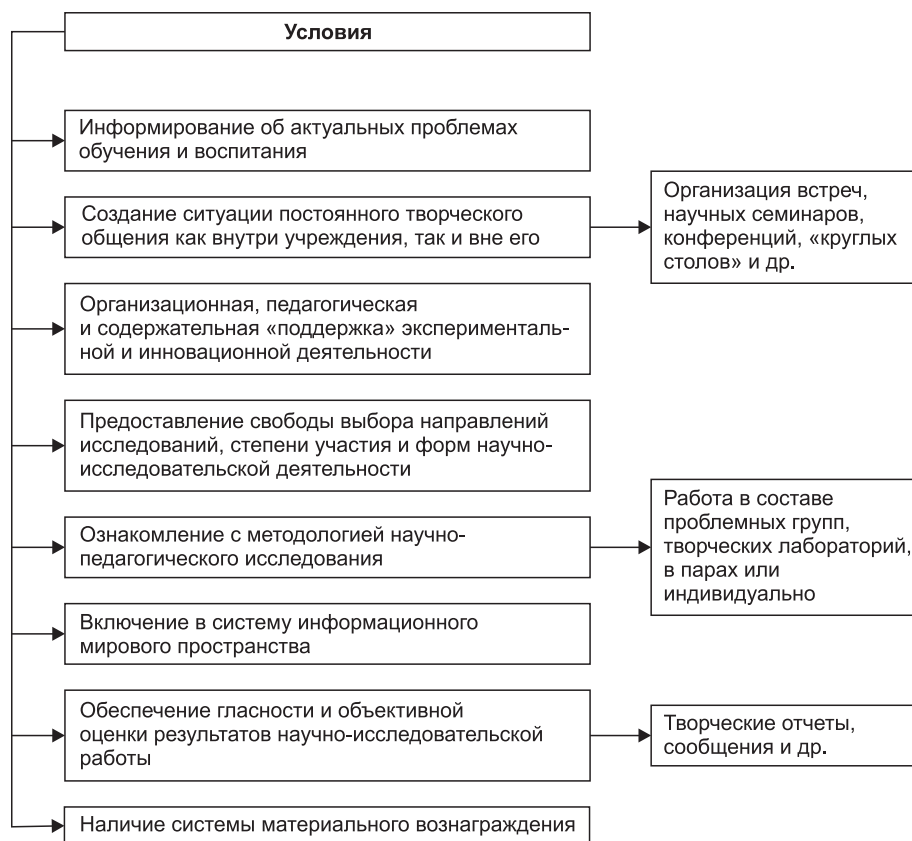 Условия
Информирование об актуальных проблемах
обучения и воспитания
Создание ситуации постоянного творческого
общения как внутри учреждения, так и вне его
Организация встреч,
научных семинаров,
конференций, «круглых
столов» и др.
Организационная, педагогическая
и содержательная «поддержка» эксперименталь-
ной и инновационной деятельности
Предоставление свободы выбора направлений
исследований, степени участия и форм научно-
исследовательской деятельности
Ознакомление с методологией научно-
педагогического исследования
Работа в составе
проблемных групп,
творческих лабораторий,
в парах или
индивидуально
Включение в систему информационного
мирового пространства
Обеспечение гласности и объективной
оценки результатов научно-исследовательской
работы
Творческие отчеты,
сообщения и др.
Наличие системы материального вознаграждения